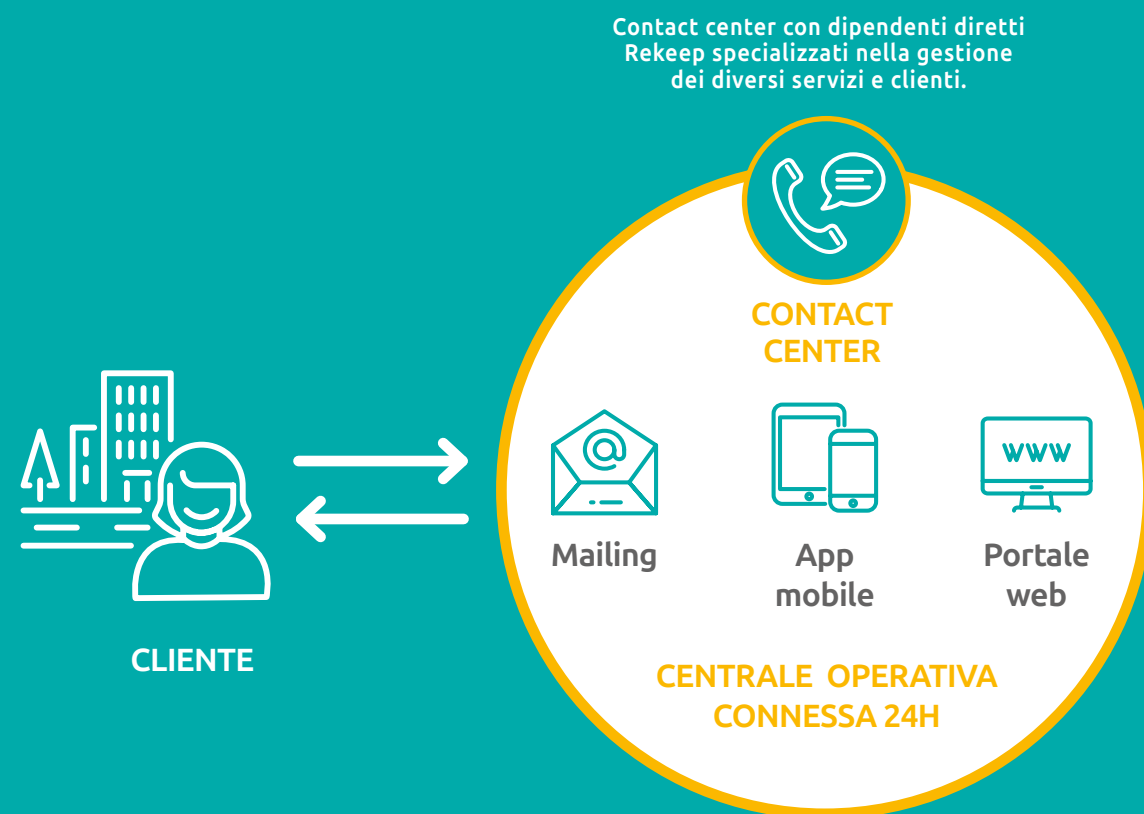 Contact center con dipendenti diretti
Rekeep specializzati nella gestione
dei diversi servizi e clienti.
CONTACT
CENTER
@
WWW
Mailing
App
mobile
Portale
web
CLIENTE
CENTRALE OPERATIVA
CONNESSA 24H